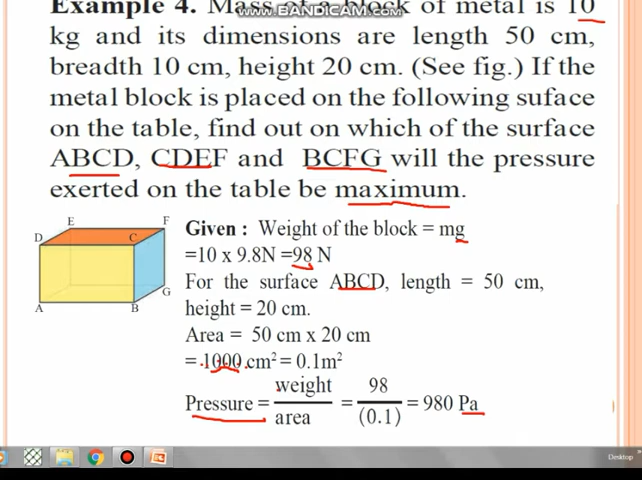 Example 4. Mass of a block of metal is 10
www.BANDICAM.com
kg and its dimensions are length 50 cm,
breadth 10 cm, height 20 cm. (See fig.) If the
metal block is placed on the following suface
on the table, find out on which of the surface
ABCD, CDEF and BCFG will the pressure
exerted on the table be maximum.
E F
D C
G
A B
Given : Weight of the block = mg
=10 x 9.8N =98 N
For the surface ABCD, length = 50 cm,
height = 20 cm.
Area = 50 cm x 20 cm
= 1000 cm² = 0.1m²
Pressure = weight / area = 98 / (0.1) = 980 Pa
Desktop